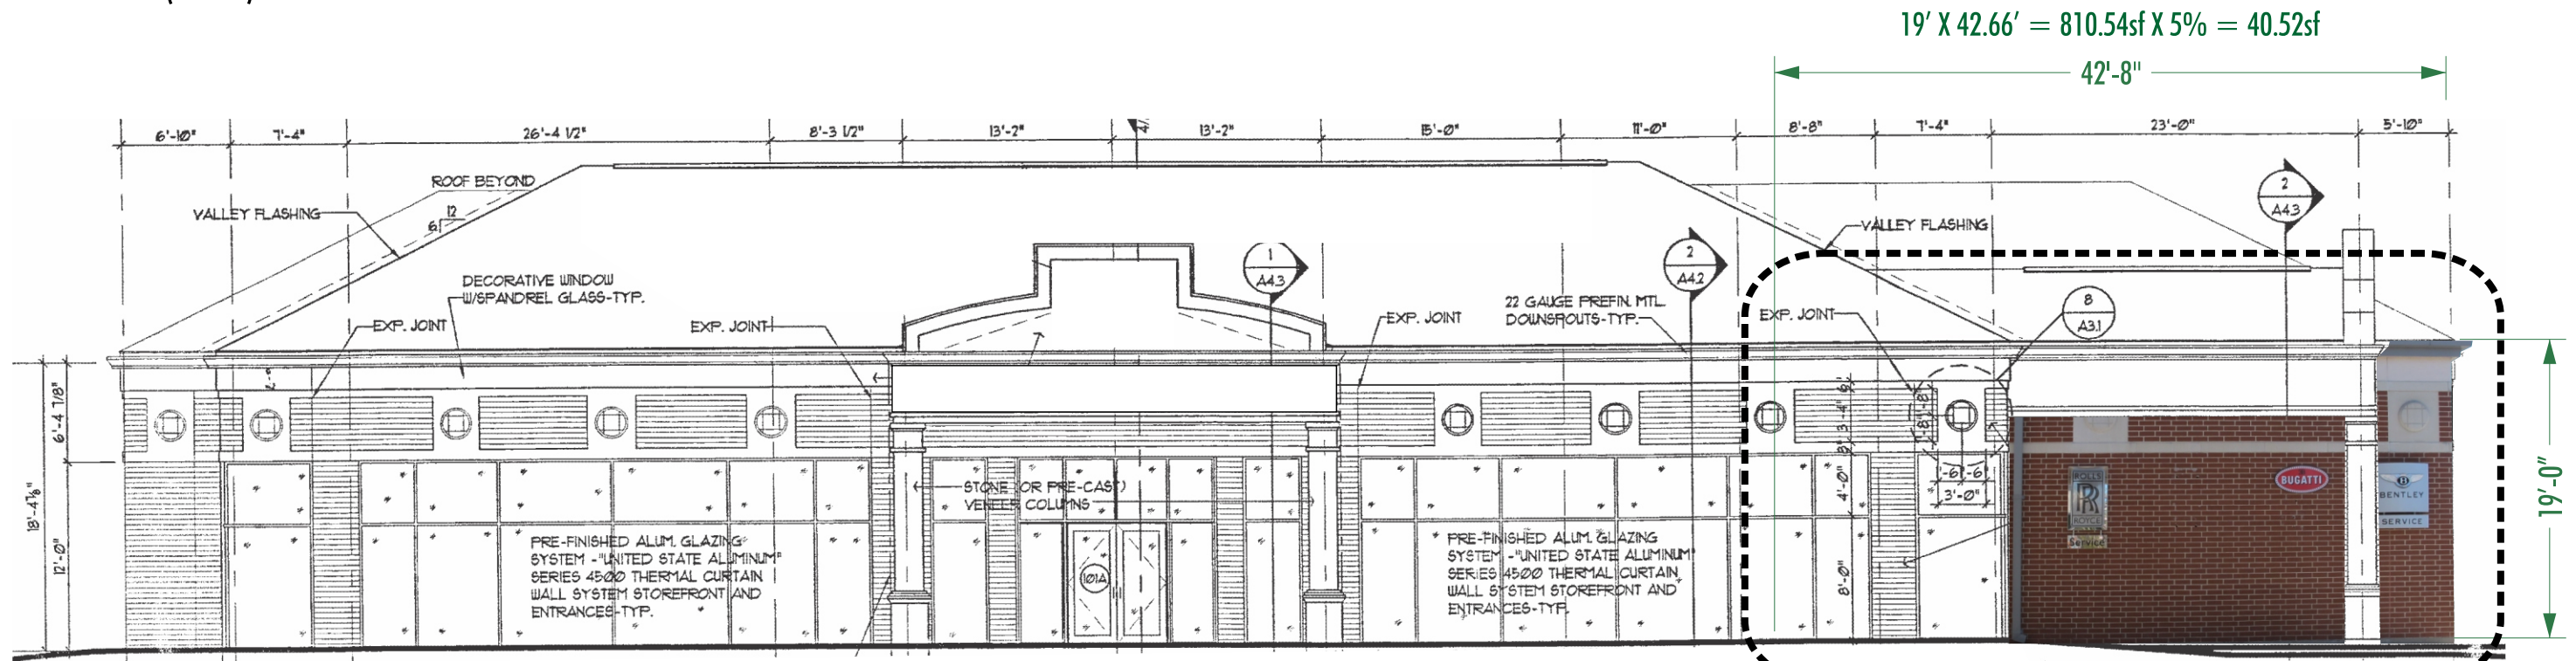 19' X 42.66' = 810.54sf X 5% = 40.52sf
42'-8"
6'-10"
7'-4"
26'-4 1/2"
8'-3 1/2"
13'-2"
13'-2"
15'-0"
11'-0"
8'-8"
7'-4"
23'-0"
5'-10"
ROOF BEYOND
VALLEY FLASHING
12
6
2
A4.3
VALLEY FLASHING
1
A4.3
2
A4.2
DECORATIVE WINDOW
W/SPANDREL GLASS-TYP.
EXP. JOINT
EXP. JOINT
EXP. JOINT
22 GAUGE PREFIN. MTL.
DOWNSPOUTS-TYP.
EXP. JOINT
8
A3.1
18'-4 7/8"
6'-4 7/8"
12'-0"
STONE (OR PRE-CAST)
VENEER COLUMNS
PRE-FINISHED ALUM. GLAZING
SYSTEM -"UNITED STATE ALUMINUM"
SERIES 4500 THERMAL CURTAIN
WALL SYSTEM STOREFRONT AND
ENTRANCES-TYP.
101A
PRE-FINISHED ALUM. GLAZING
SYSTEM -"UNITED STATE ALUMINUM"
SERIES 4500 THERMAL CURTAIN
WALL SYSTEM STOREFRONT AND
ENTRANCES-TYP.
3'-4"
4'-0"
8'-0"
3'-0"
ROLLS
RR
ROYCE
Service
BUGATTI
B
BENTLEY
SERVICE
19'-0"